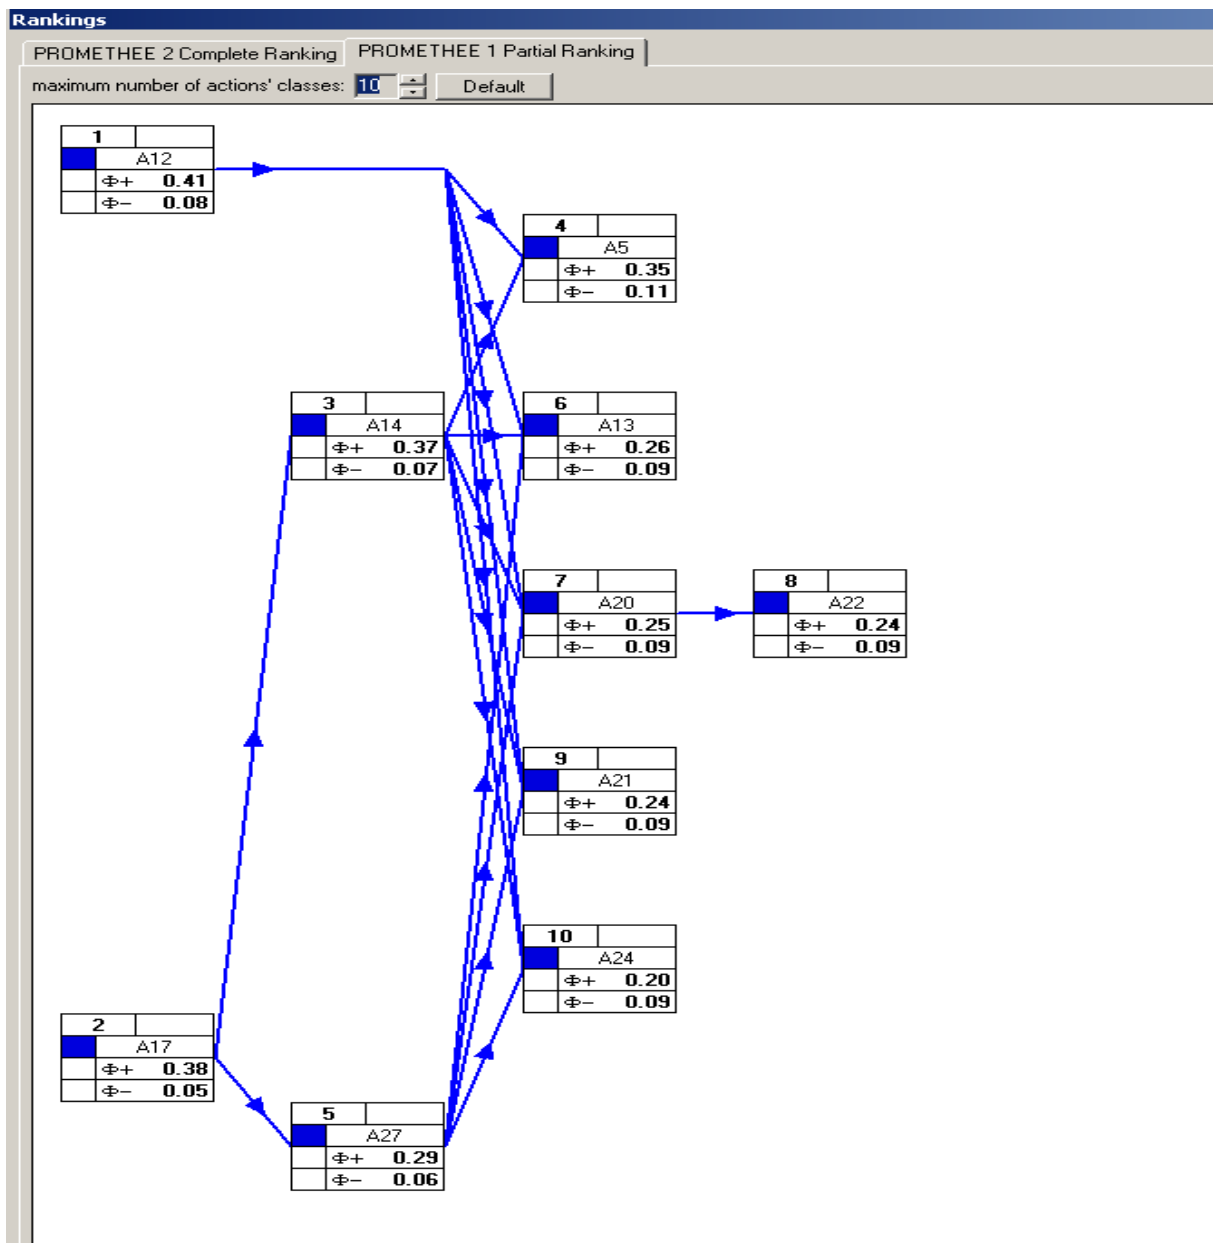 Rankings
PROMETHEE 2 Complete Ranking PROMETHEE 1 Partial Ranking
maximum number of actions' classes: 10 Default
1
A12
Φ+ 0.41
Φ− 0.08
4
A5
Φ+ 0.35
Φ− 0.11
3
A14
Φ+ 0.37
Φ− 0.07
6
A13
Φ+ 0.26
Φ− 0.09
7
A20
Φ+ 0.25
Φ− 0.09
8
A22
Φ+ 0.24
Φ− 0.09
9
A21
Φ+ 0.24
Φ− 0.09
10
A24
Φ+ 0.20
Φ− 0.09
2
A17
Φ+ 0.38
Φ− 0.05
5
A27
Φ+ 0.29
Φ− 0.06